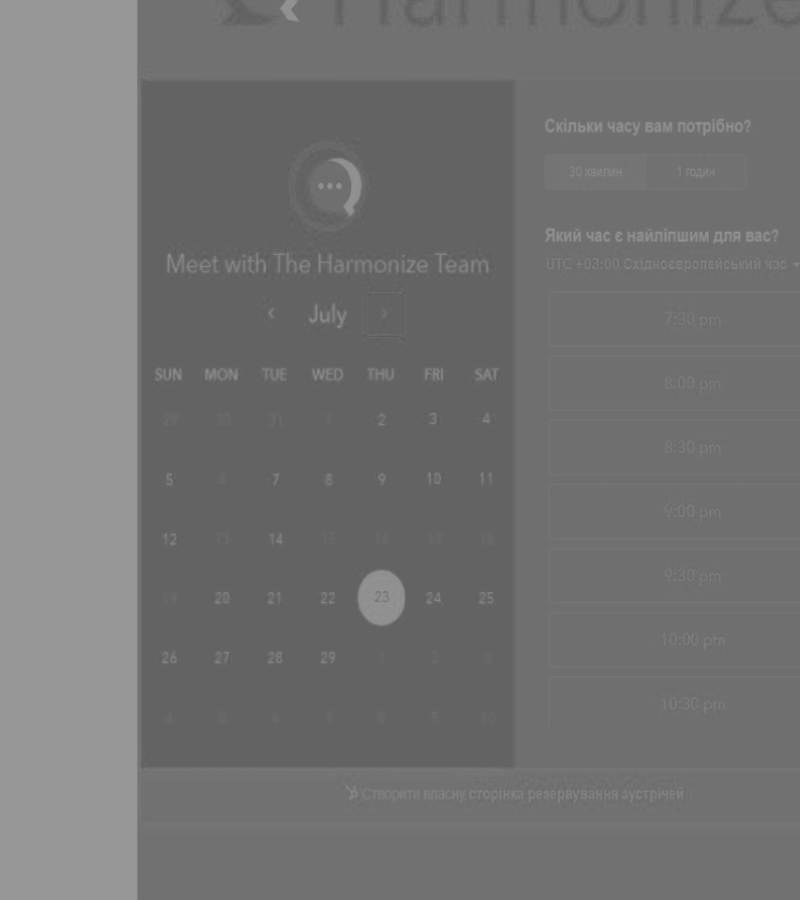 Harmonize
Meet with The Harmonize Team
July
SUN MON TUE WED THU FRI SAT
29 30 31 1 2 3 4
5 6 7 8 9 10 11
12 13 14 15 16 17 18
19 20 21 22 23 24 25
26 27 28 29 1 2 3
4 5 6 7 8 9 10
Скільки часу вам потрібно?
30 хвилин 1 годин
Який час є найліпшим для вас?
UTC +03:00 Східноєвропейський час
7:30 pm
8:00 pm
8:30 pm
9:00 pm
9:30 pm
10:00 pm
10:30 pm
Створити власну сторінка резервування зустрічей